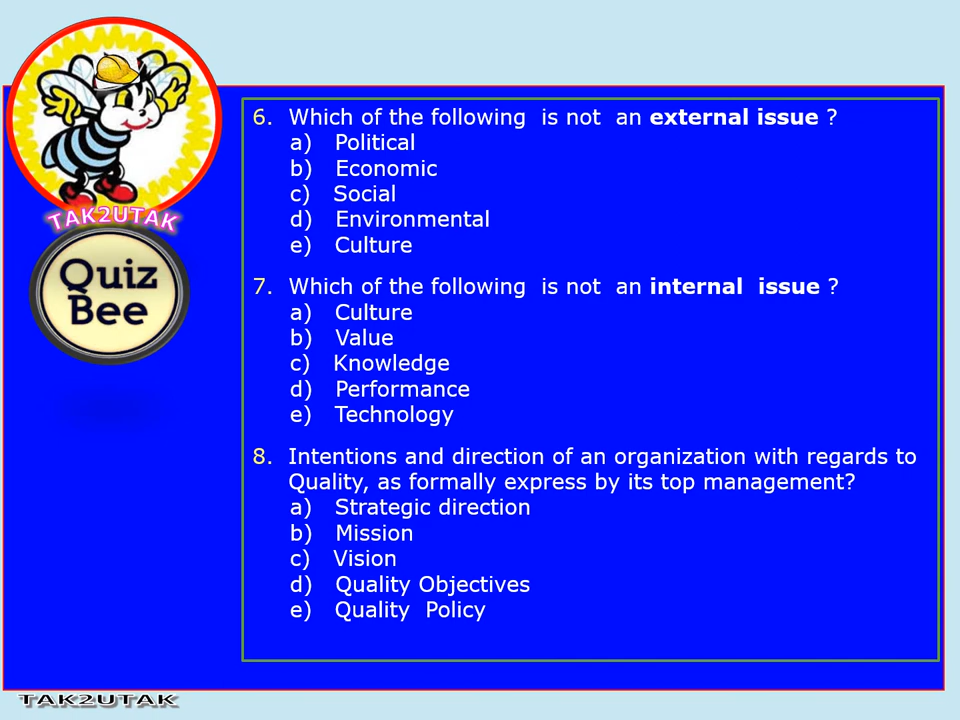 TAK2UTAK
Quiz
Bee
6. Which of the following is not an external issue ?
a) Political
b) Economic
c) Social
d) Environmental
e) Culture
7. Which of the following is not an internal issue ?
a) Culture
b) Value
c) Knowledge
d) Performance
e) Technology
8. Intentions and direction of an organization with regards to
Quality, as formally express by its top management?
a) Strategic direction
b) Mission
c) Vision
d) Quality Objectives
e) Quality Policy
TAK2UTAK